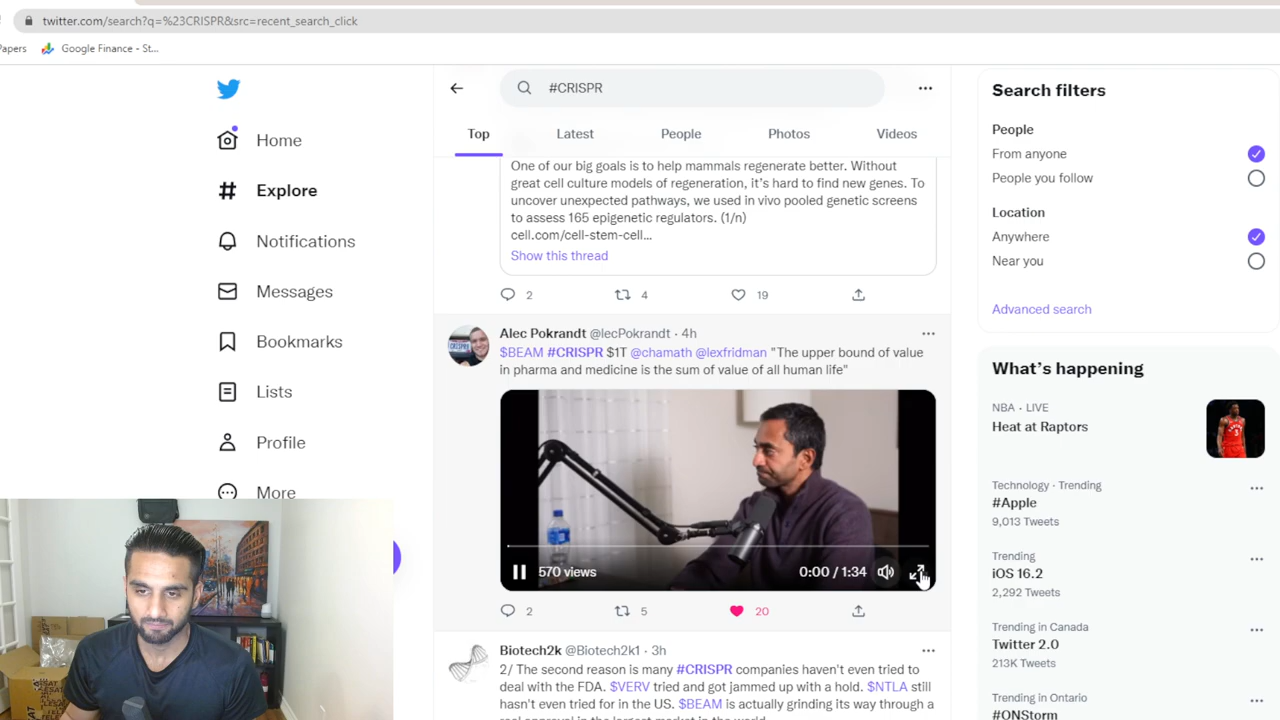 twitter.com/search?q=%23CRISPR&src=recent_search_click
Papers
Google Finance - St...
#CRISPR
Top
Latest
People
Photos
Videos
Home
Explore
Notifications
Messages
Bookmarks
Lists
Profile
More
One of our big goals is to help mammals regenerate better. Without
great cell culture models of regeneration, it's hard to find new genes. To
uncover unexpected pathways, we used in vivo pooled genetic screens
to assess 165 epigenetic regulators. (1/n)
cell.com/cell-stem-cell...
Show this thread
2
4
19
Alec Pokrandt @lecPokrandt · 4h
$BEAM #CRISPR $1T @chamath @lexfridman "The upper bound of value
in pharma and medicine is the sum of value of all human life"
570 views
0:00 / 1:34
2
5
20
Biotech2k @Biotech2k1 · 3h
2/ The second reason is many #CRISPR companies haven't even tried to
deal with the FDA. $VERV tried and got jammed up with a hold. $NTLA still
hasn't even tried for in the US. $BEAM is actually grinding its way through a
real approval in the largest market in the world
Search filters
People
From anyone
People you follow
Location
Anywhere
Near you
Advanced search
What's happening
NBA · LIVE
Heat at Raptors
Technology · Trending
#Apple
9,013 Tweets
Trending
iOS 16.2
2,292 Tweets
Trending in Canada
Twitter 2.0
213K Tweets
Trending in Ontario
#ONStorm